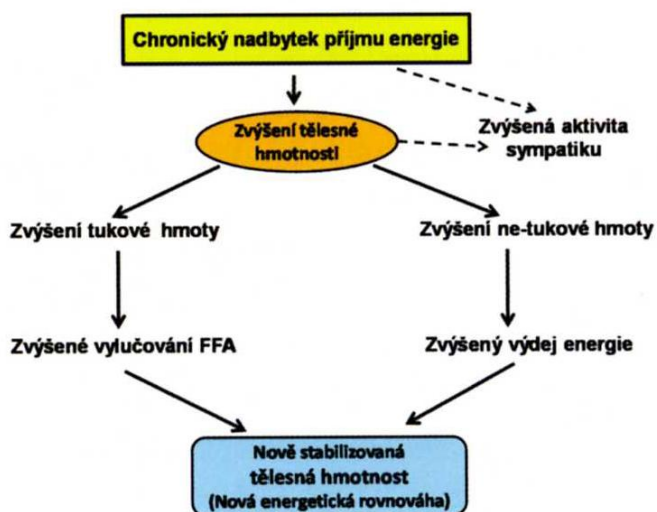 Chronický nadbytek příjmu energie
Zvýšení tělesné
hmotnosti
Zvýšená aktivita
sympatiku
Zvýšení tukové hmoty
Zvýšení ne-tukové hmoty
Zvýšené vylučování FFA
Zvýšený výdej energie
Nově stabilizovaná
tělesná hmotnost
(Nová energetická rovnováha)